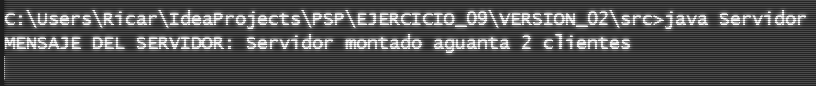 C:\Users\Ricar\IdeaProjects\PSP\EJERCICIO_09\VERSION_02\src>java Servidor
MENSAJE DEL SERVIDOR: Servidor montado aguanta 2 clientes